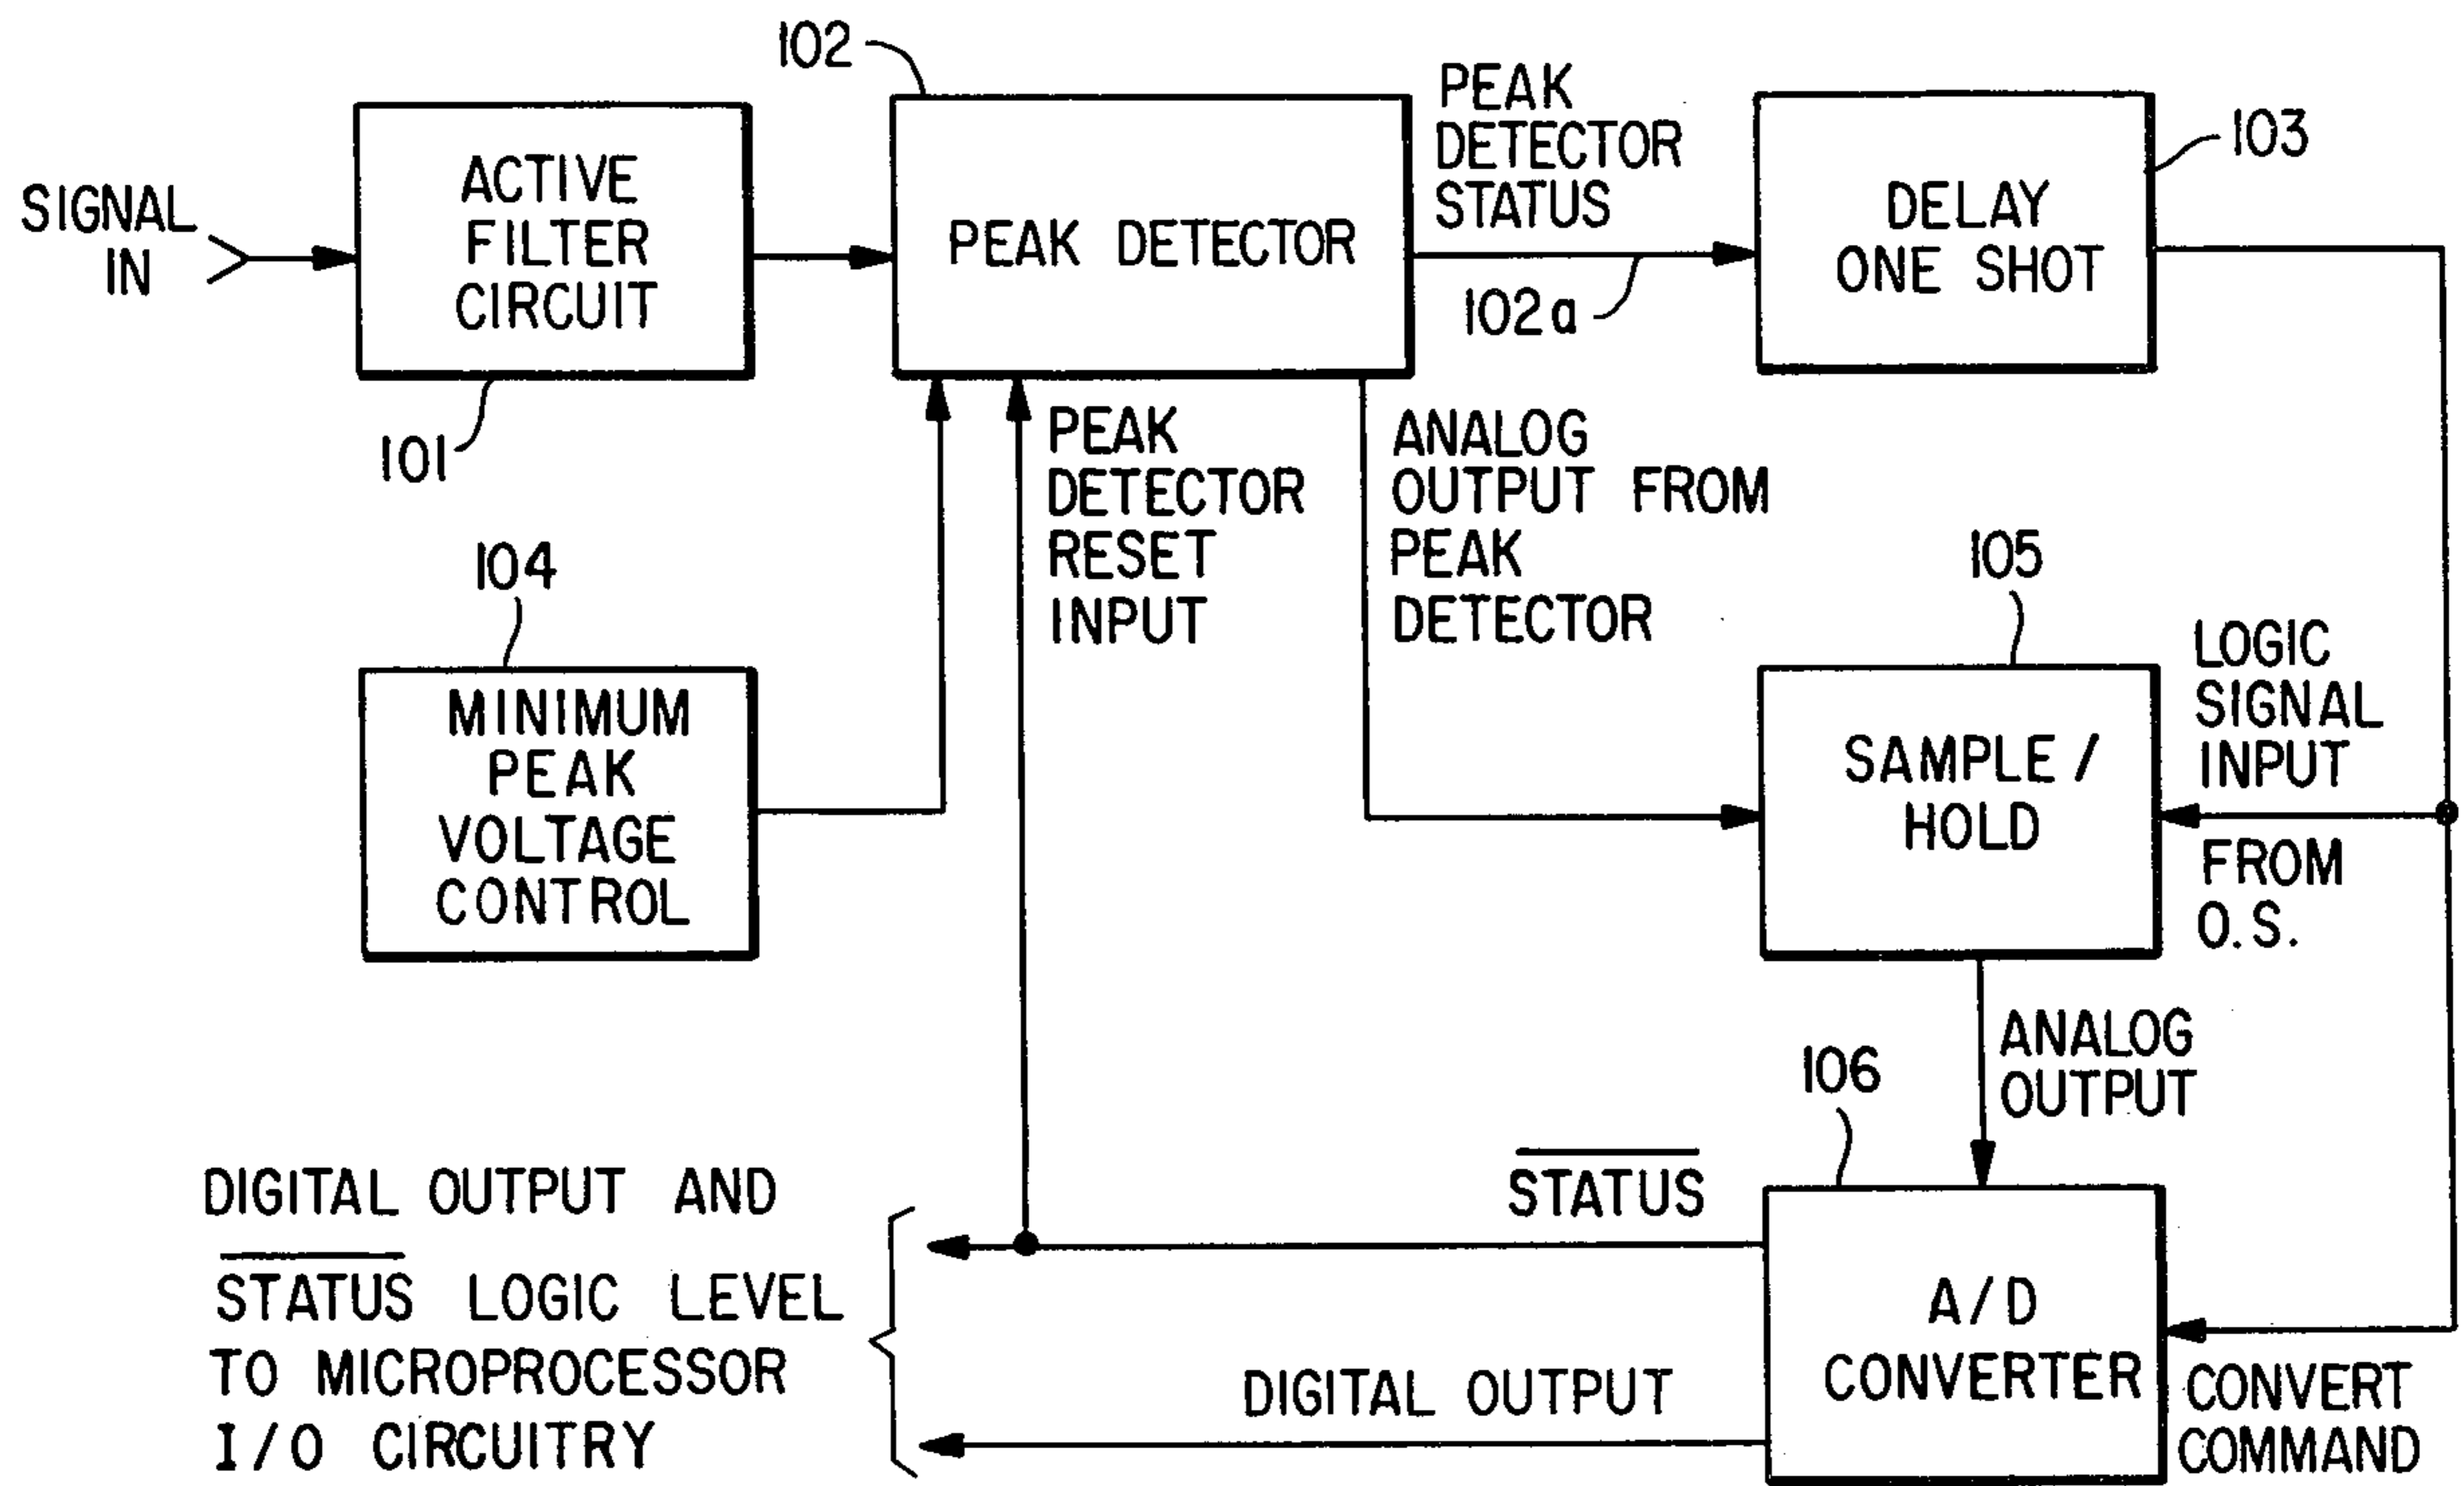 SIGNAL
IN
ACTIVE
FILTER
CIRCUIT
101
102
PEAK DETECTOR
PEAK
DETECTOR
STATUS
102a
DELAY
ONE SHOT
103
104
MINIMUM
PEAK
VOLTAGE
CONTROL
PEAK
DETECTOR
RESET
INPUT
ANALOG
OUTPUT FROM
PEAK
DETECTOR
105
SAMPLE /
HOLD
LOGIC
SIGNAL
INPUT
FROM
O.S.
ANALOG
OUTPUT
106
A/D
CONVERTER
CONVERT
COMMAND
STATUS
DIGITAL OUTPUT
DIGITAL OUTPUT AND
STATUS LOGIC LEVEL
TO MICROPROCESSOR
I/O CIRCUITRY